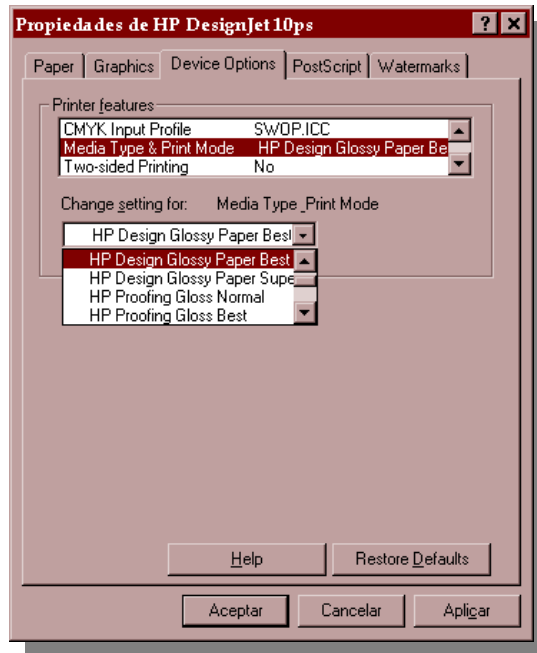 Propiedades de HP DesignJet 10ps
Paper Graphics Device Options PostScript Watermarks
Printer features
CMYK Input Profile SWOP.ICC
Media Type & Print Mode HP Design Glossy Paper Be
Two-sided Printing No
Change setting for: Media Type _Print Mode
HP Design Glossy Paper Best
HP Design Glossy Paper Best
HP Design Glossy Paper Supe
HP Proofing Gloss Normal
HP Proofing Gloss Best
Help Restore Defaults
Aceptar Cancelar Aplicar